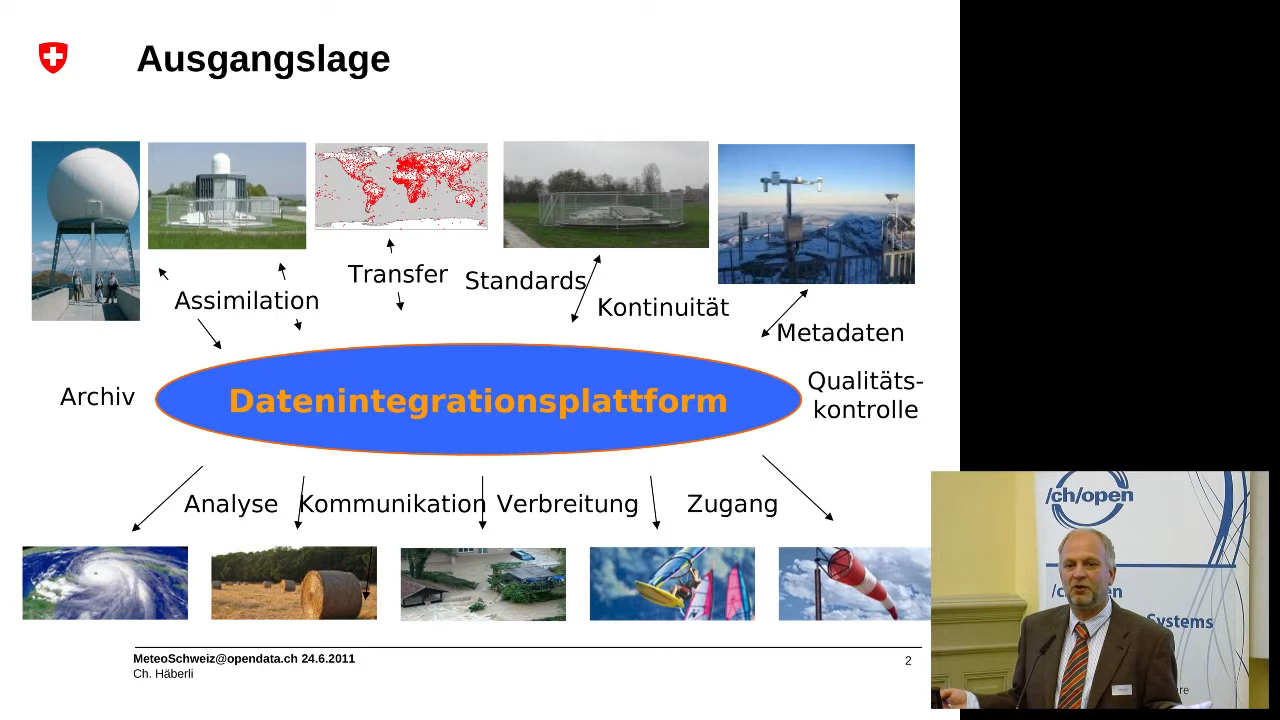 Ausgangslage
Transfer
Standards
Assimilation
Kontinuität
Metadaten
Archiv
Datenintegrationsplattform
Qualitäts-
kontrolle
Analyse
Kommunikation
Verbreitung
Zugang
MeteoSchweiz@opendata.ch 24.6.2011
Ch. Häberli
2
/ch/open
Systems